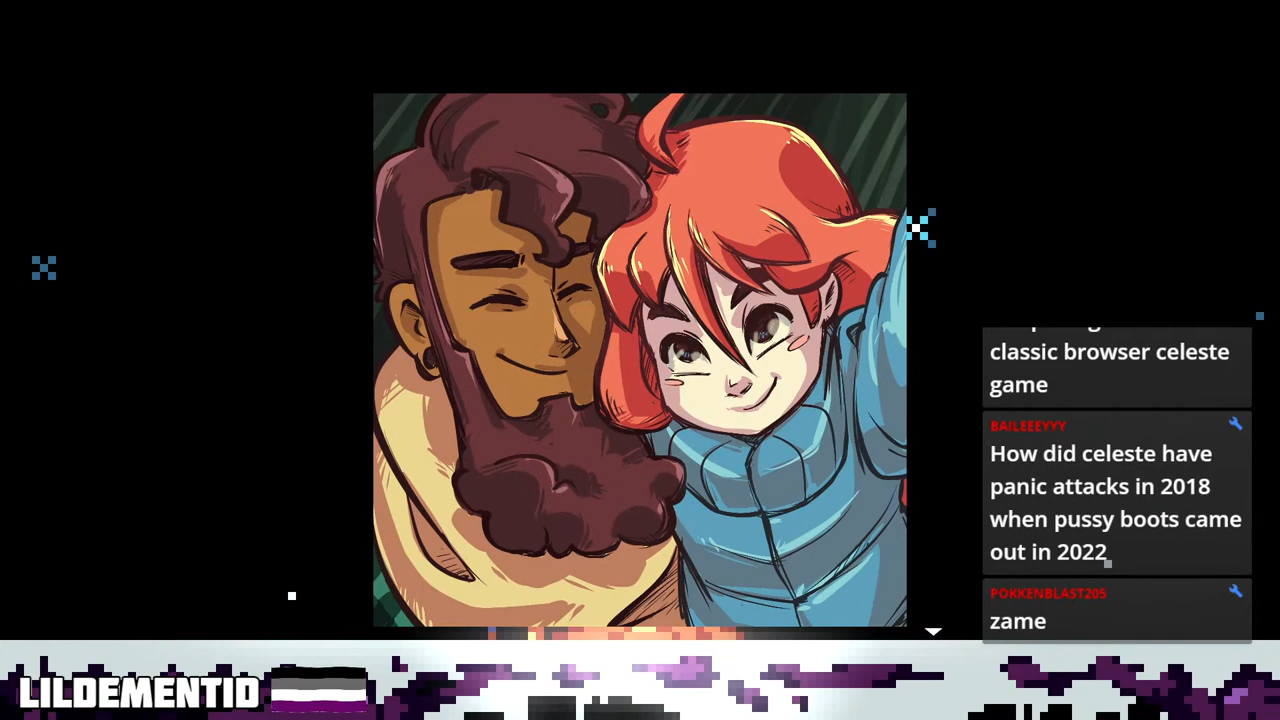 classic browser celeste
game
BAILEEEYYY
How did celeste have
panic attacks in 2018
when pussy boots came
out in 2022
POKKENBLAST205
zame
LILDEMENTIO